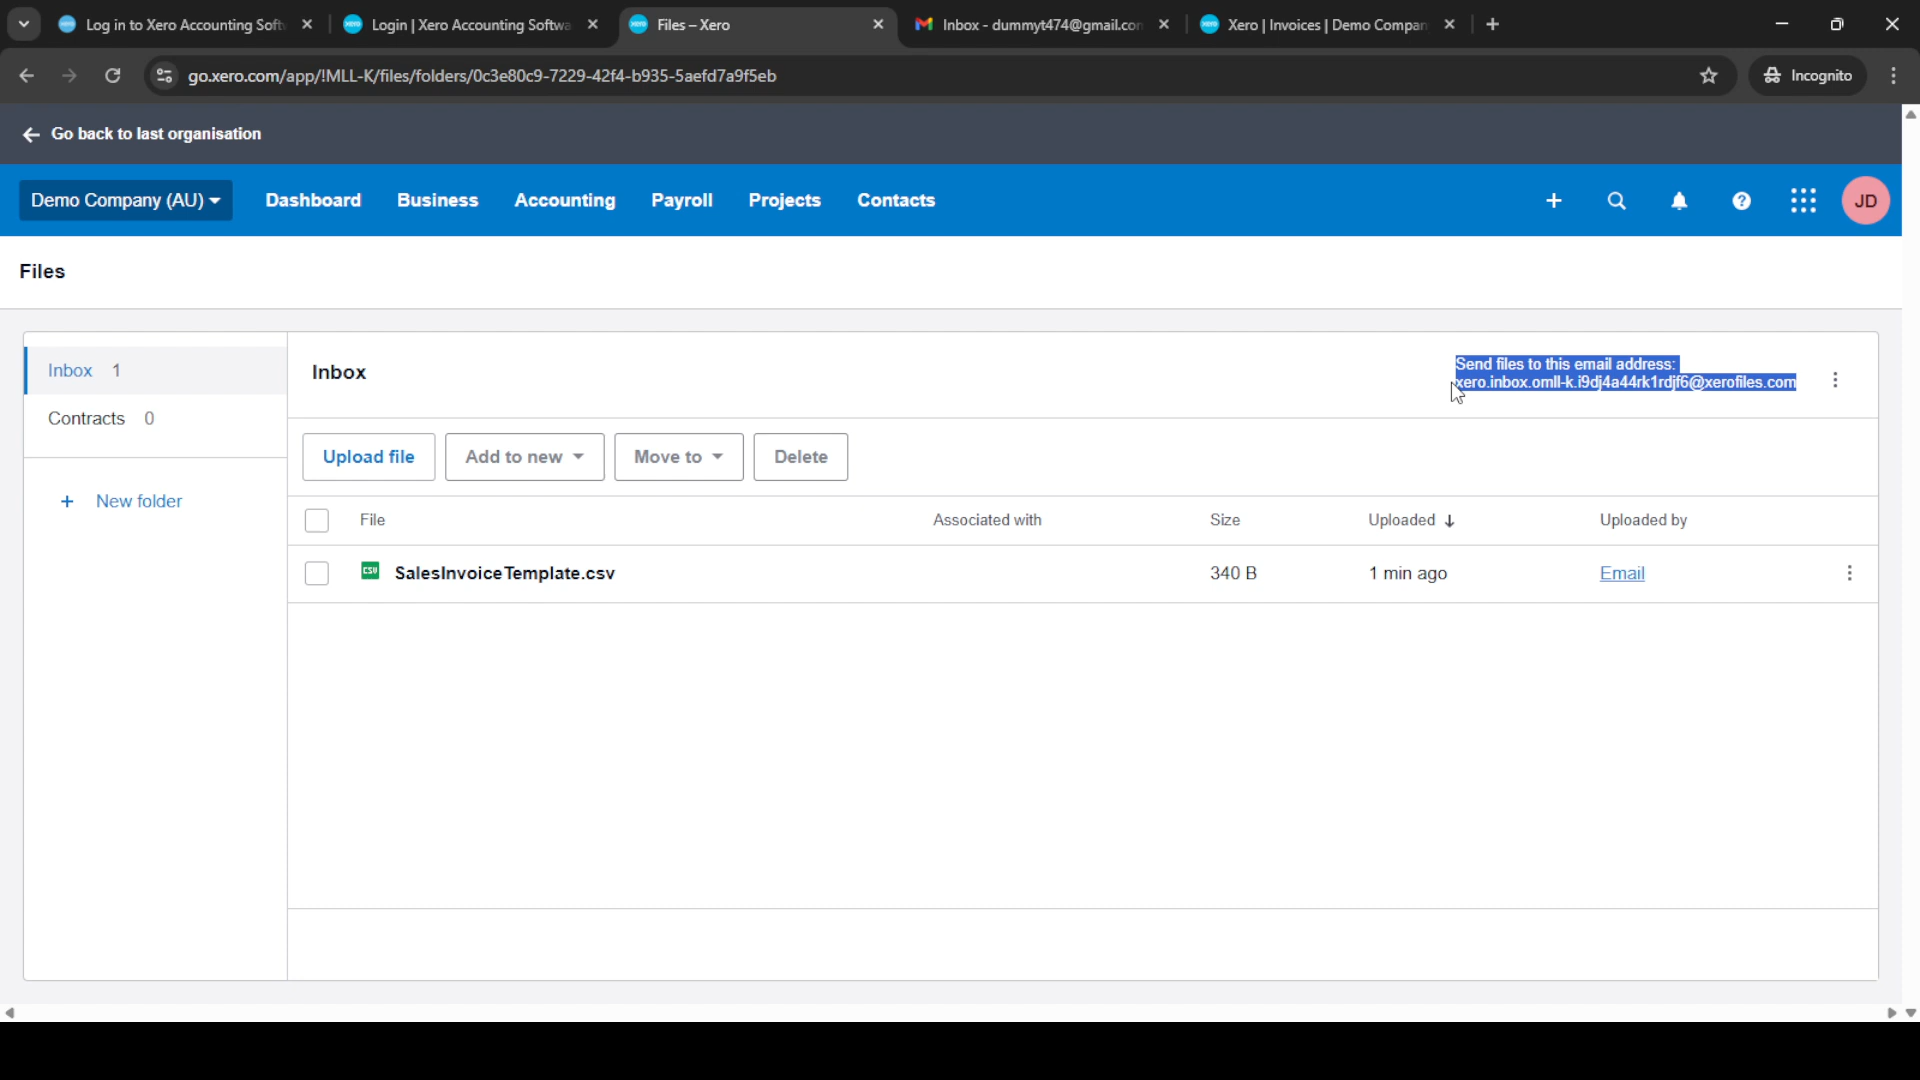 Log in to Xero Accounting Soft
Login | Xero Accounting Softwa
Files – Xero
Inbox - dummyt474@gmail.com
Xero | Invoices | Demo Compan
go.xero.com/app/!MLL-K/files/folders/0c3e80c9-7229-42f4-b935-5aefd7a9f5eb
Incognito
Go back to last organisation
Demo Company (AU)
Dashboard
Business
Accounting
Payroll
Projects
Contacts
JD
Files
Inbox 1
Contracts 0
New folder
Inbox
Send files to this email address:
xero.inbox.omll-k.i9dj4a44rk1rdjf6@xerofiles.com
Upload file
Add to new
Move to
Delete
File
Associated with
Size
Uploaded
Uploaded by
CSV
SalesInvoiceTemplate.csv
340 B
1 min ago
Email